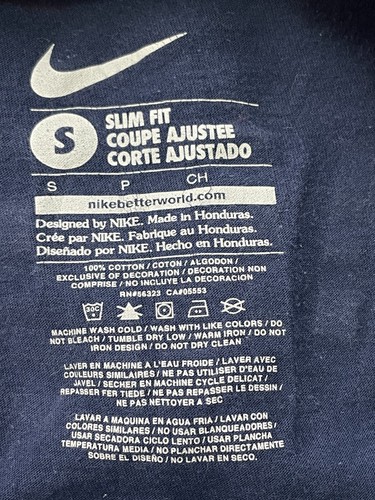 S
SLIM FIT
COUPE AJUSTEE
CORTE AJUSTADO
S P CH
nikebetterworld.com
Designed by NIKE. Made in Honduras.
Crée par NIKE. Fabrique au Honduras.
Diseñado por NIKE. Hecho en Honduras.
100% COTTON / COTON / ALGODON /
EXCLUSIVE OF DECORATION / DECORATION NON
COMPRISE / NO INCLUIDA LA DECORACION
RN#56323 CA#05553
30C
MACHINE WASH COLD / WASH WITH LIKE COLORS / DO
NOT BLEACH / TUMBLE DRY LOW / WARM IRON / DO NOT
IRON DESIGN / DO NOT DRY CLEAN
LAVER EN MACHINE A L'EAU FROIDE / LAVER AVEC
COULEURS SIMILAIRES / NE PAS UTILISER D'EAU DE
JAVEL / SECHER EN MACHINE CYCLE DELICAT /
REPASSER FER TIEDE / NE PAS REPASSER LE DESSIN /
NE PAS NETTOYER A SEC
LAVAR A MAQUINA EN AGUA FRIA / LAVAR CON
COLORES SIMILARES / NO USAR BLANQUEADORES /
USAR SECADORA CICLO LENTO / USAR PLANCHA
TEMPERATURA MEDIA / NO PLANCHAR DIRECTAMENTE
SOBRE EL DISEÑO / NO LAVAR EN SECO.